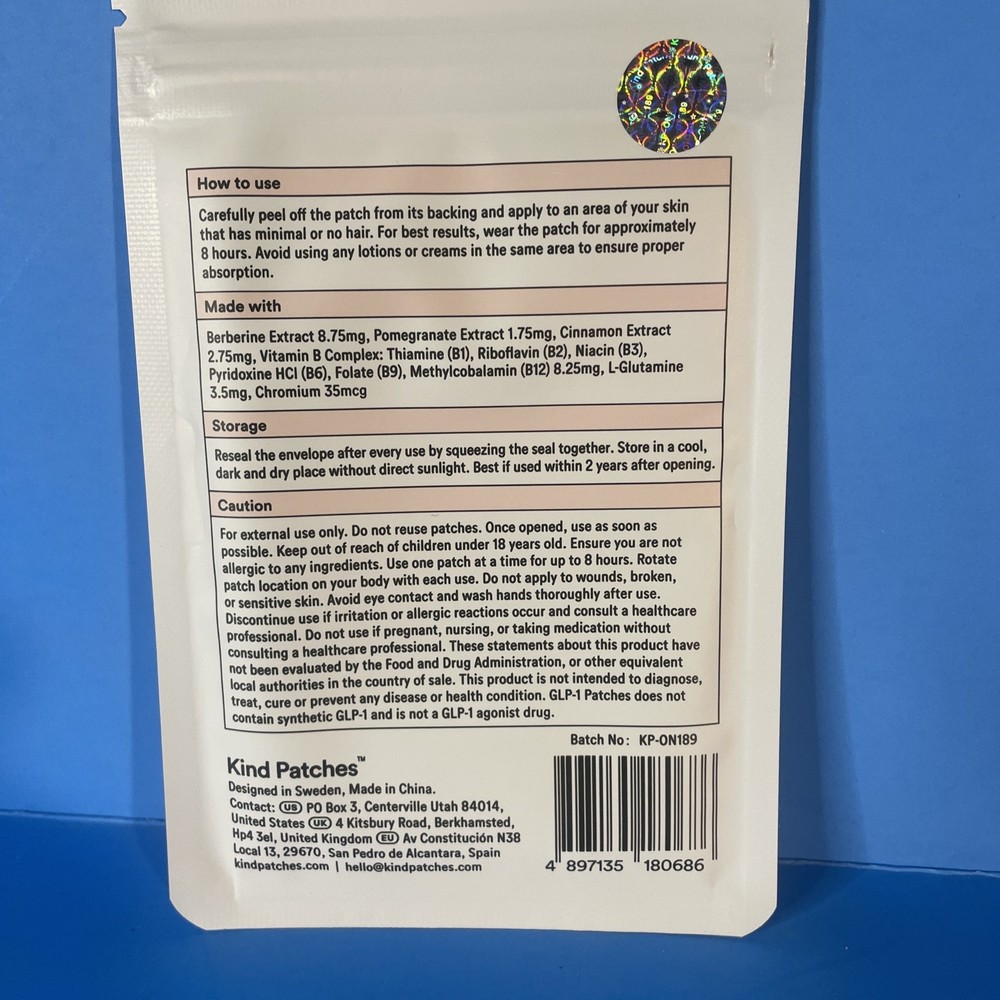 How to use
Carefully peel off the patch from its backing and apply to an area of your skin
that has minimal or no hair. For best results, wear the patch for approximately
8 hours. Avoid using any lotions or creams in the same area to ensure proper
absorption.
Made with
Berberine Extract 8.75mg, Pomegranate Extract 1.75mg, Cinnamon Extract
2.75mg, Vitamin B Complex: Thiamine (B1), Riboflavin (B2), Niacin (B3),
Pyridoxine HCl (B6), Folate (B9), Methylcobalamin (B12) 8.25mg, L-Glutamine
3.5mg, Chromium 35mcg
Storage
Reseal the envelope after every use by squeezing the seal together. Store in a cool,
dark and dry place without direct sunlight. Best if used within 2 years after opening.
Caution
For external use only. Do not reuse patches. Once opened, use as soon as
possible. Keep out of reach of children under 18 years old. Ensure you are not
allergic to any ingredients. Use one patch at a time for up to 8 hours. Rotate
patch location on your body with each use. Do not apply to wounds, broken,
or sensitive skin. Avoid eye contact and wash hands thoroughly after use.
Discontinue use if irritation or allergic reactions occur and consult a healthcare
professional. Do not use if pregnant, nursing, or taking medication without
consulting a healthcare professional. These statements about this product have
not been evaluated by the Food and Drug Administration, or other equivalent
local authorities in the country of sale. This product is not intended to diagnose,
treat, cure or prevent any disease or health condition. GLP-1 Patches does not
contain synthetic GLP-1 and is not a GLP-1 agonist drug.
Batch No: KP-ON189
Kind Patches™
Designed in Sweden, Made in China.
Contact: US PO Box 3, Centerville Utah 84014,
United States UK 4 Kitsbury Road, Berkhamsted,
Hp4 3el, United Kingdom EU Av Constitución N38
Local 13, 29670, San Pedro de Alcantara, Spain
kindpatches.com | hello@kindpatches.com
4 897135 180686